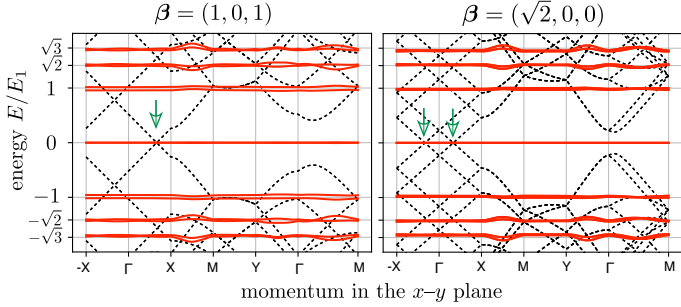 β = (1, 0, 1)
β = (√2, 0, 0)
energy E/E₁
√3
√2
1
0
−1
−√2
−√3
-X Γ X M Y Γ M
-X Γ X M Y Γ M
momentum in the x–y plane